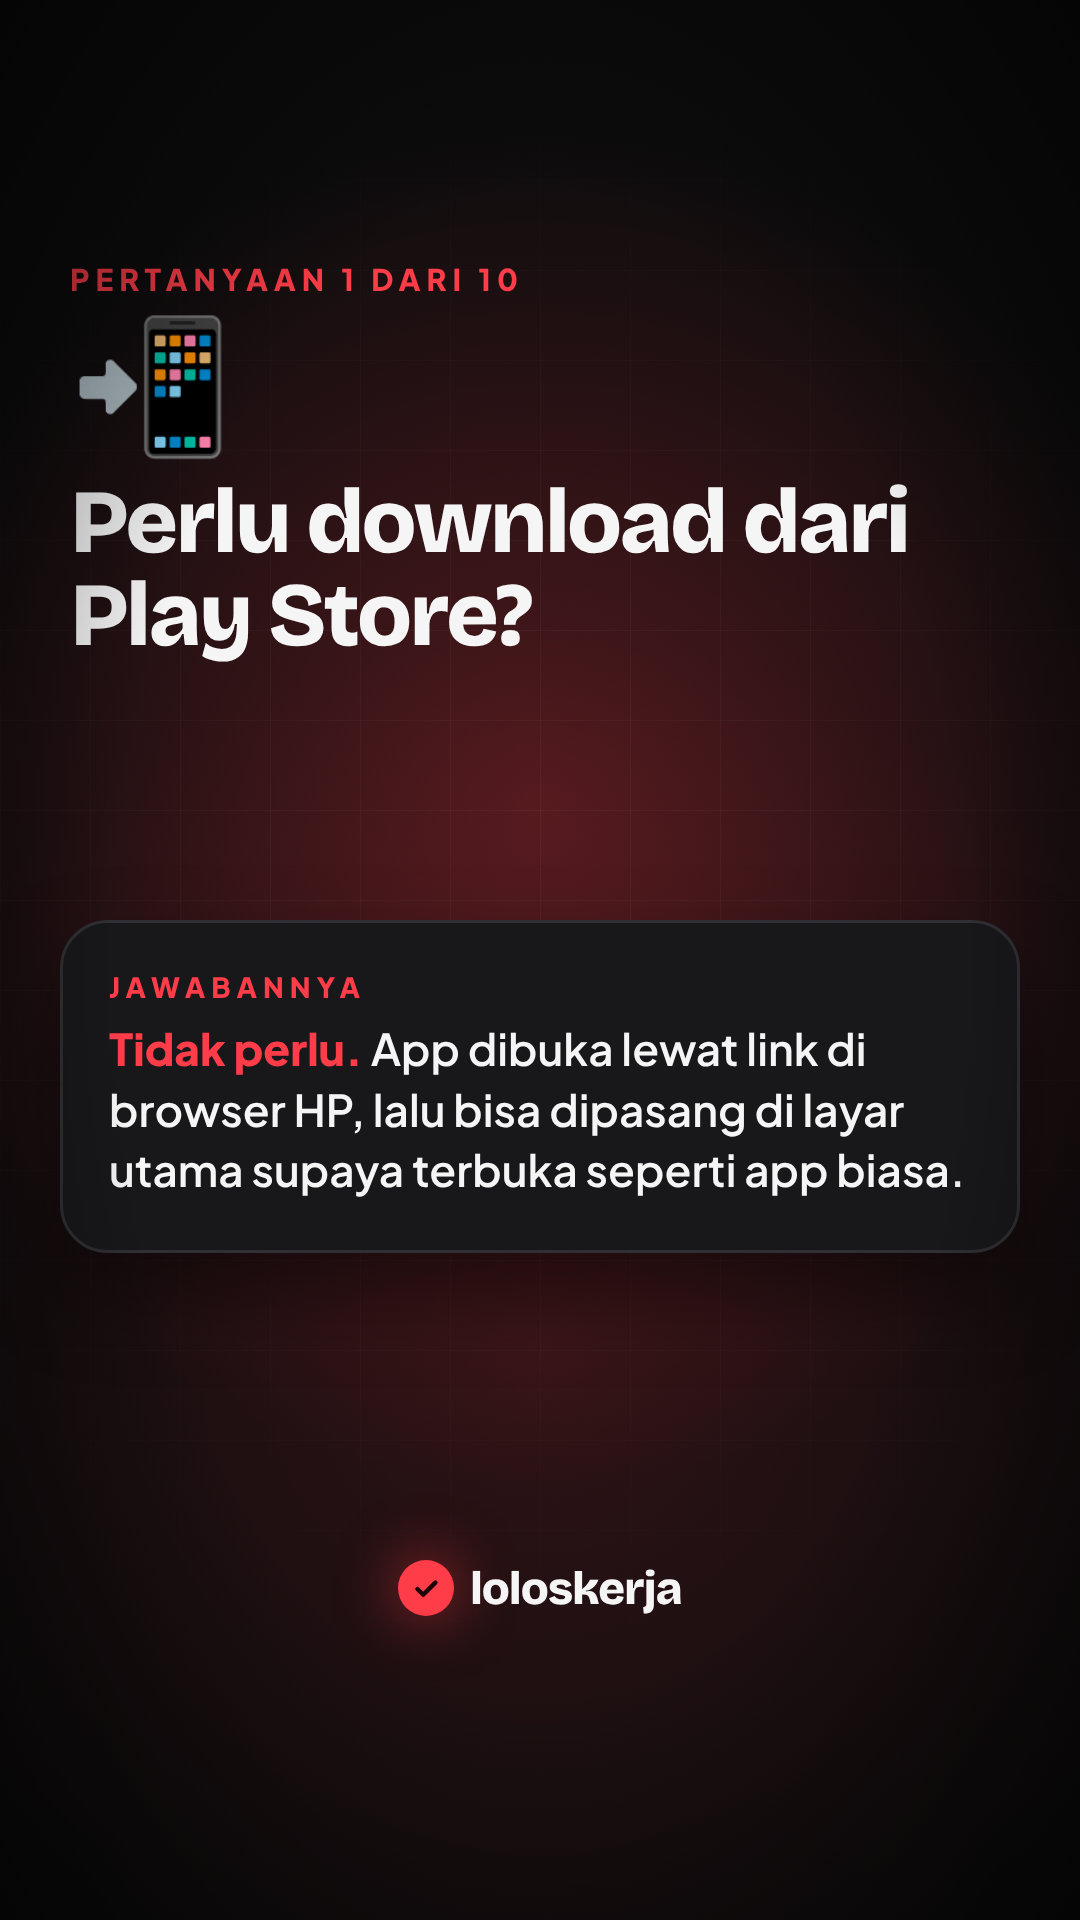 PERTANYAAN 1 DARI 10
Perlu download dari
Play Store?
JAWABANNYA
Tidak perlu. App dibuka lewat link di
browser HP, lalu bisa dipasang di layar
utama supaya terbuka seperti app biasa.
loloskerja